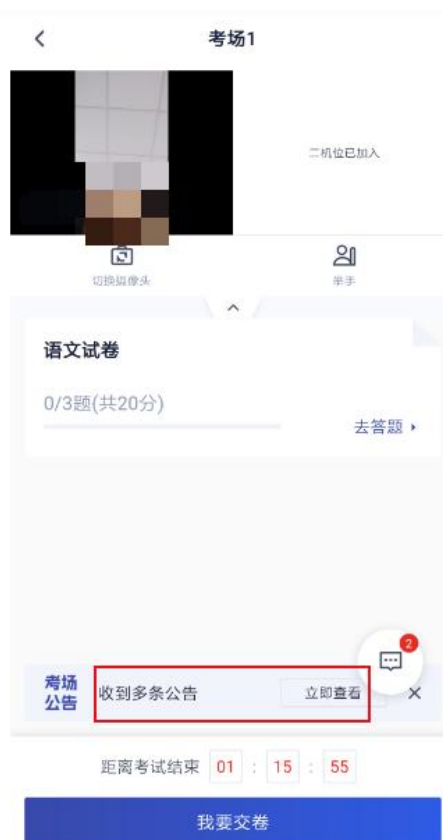 考场1
二机位已加入
切换摄像头
举手
语文试卷
0/3题(共20分)
去答题
2
考场
公告
收到多条公告
立即查看
距离考试结束 01 : 15 : 55
我要交卷